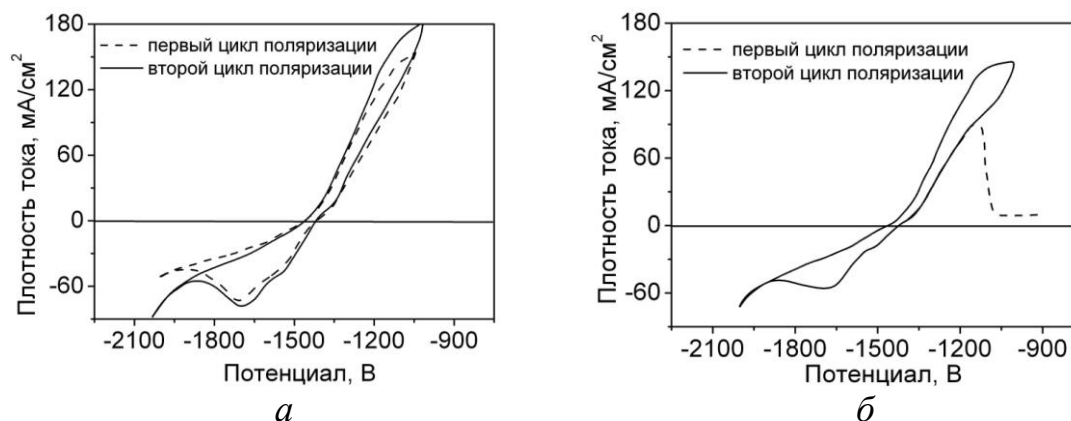 180
120
60
0
-60
Плотность тока, мА/см²
первый цикл поляризации
второй цикл поляризации
-2100 -1800 -1500 -1200 -900
Потенциал, В
а
180
120
60
0
-60
Плотность тока, мА/см²
первый цикл поляризации
второй цикл поляризации
-2100 -1800 -1500 -1200 -900
Потенциал, В
б